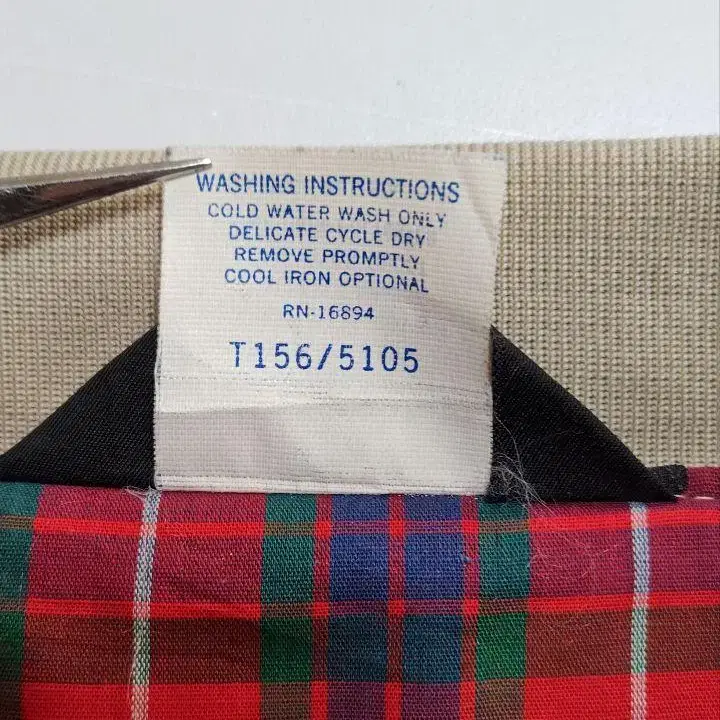 WASHING INSTRUCTIONS
COLD WATER WASH ONLY
DELICATE CYCLE DRY
REMOVE PROMPTLY
COOL IRON OPTIONAL
RN-16894
T156/5105